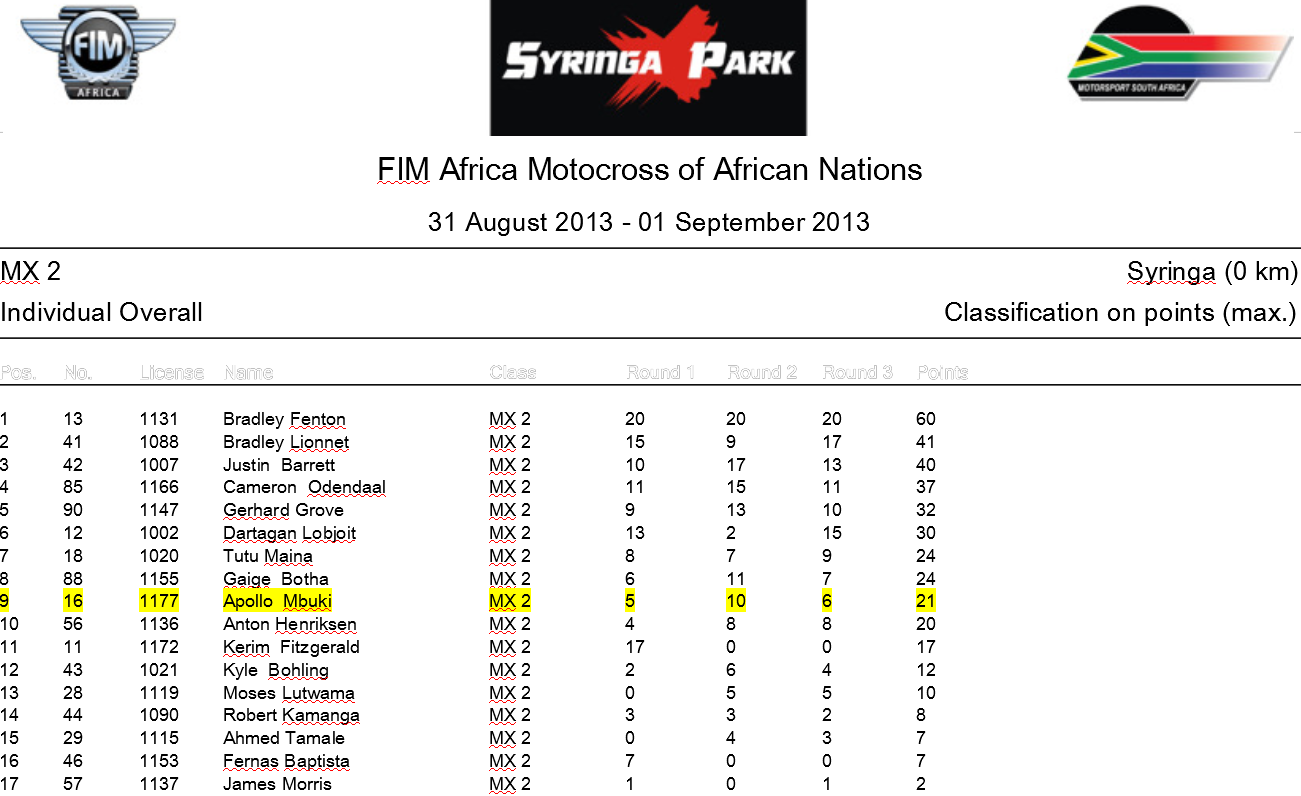 FIM
AFRICA
SYRINGA PARK
MOTORSPORT SOUTH AFRICA
FIM Africa Motocross of African Nations
31 August 2013 - 01 September 2013
MX 2 Syringa (0 km)
Individual Overall Classification on points (max.)
Pos. No. License Name Class Round 1 Round 2 Round 3 Points
1 13 1131 Bradley Fenton MX 2 20 20 20 60
2 41 1088 Bradley Lionnet MX 2 15 9 17 41
3 42 1007 Justin Barrett MX 2 10 17 13 40
4 85 1166 Cameron Odendaal MX 2 11 15 11 37
5 90 1147 Gerhard Grove MX 2 9 13 10 32
6 12 1002 Dartagan Lobjoit MX 2 13 2 15 30
7 18 1020 Tutu Maina MX 2 8 7 9 24
8 88 1155 Gaige Botha MX 2 6 11 7 24
9 16 1177 Apollo Mbuki MX 2 5 10 6 21
10 56 1136 Anton Henriksen MX 2 4 8 8 20
11 11 1172 Kerim Fitzgerald MX 2 17 0 0 17
12 43 1021 Kyle Bohling MX 2 2 6 4 12
13 28 1119 Moses Lutwama MX 2 0 5 5 10
14 44 1090 Robert Kamanga MX 2 3 3 2 8
15 29 1115 Ahmed Tamale MX 2 0 4 3 7
16 46 1153 Fernas Baptista MX 2 7 0 0 7
17 57 1137 James Morris MX 2 1 0 1 2